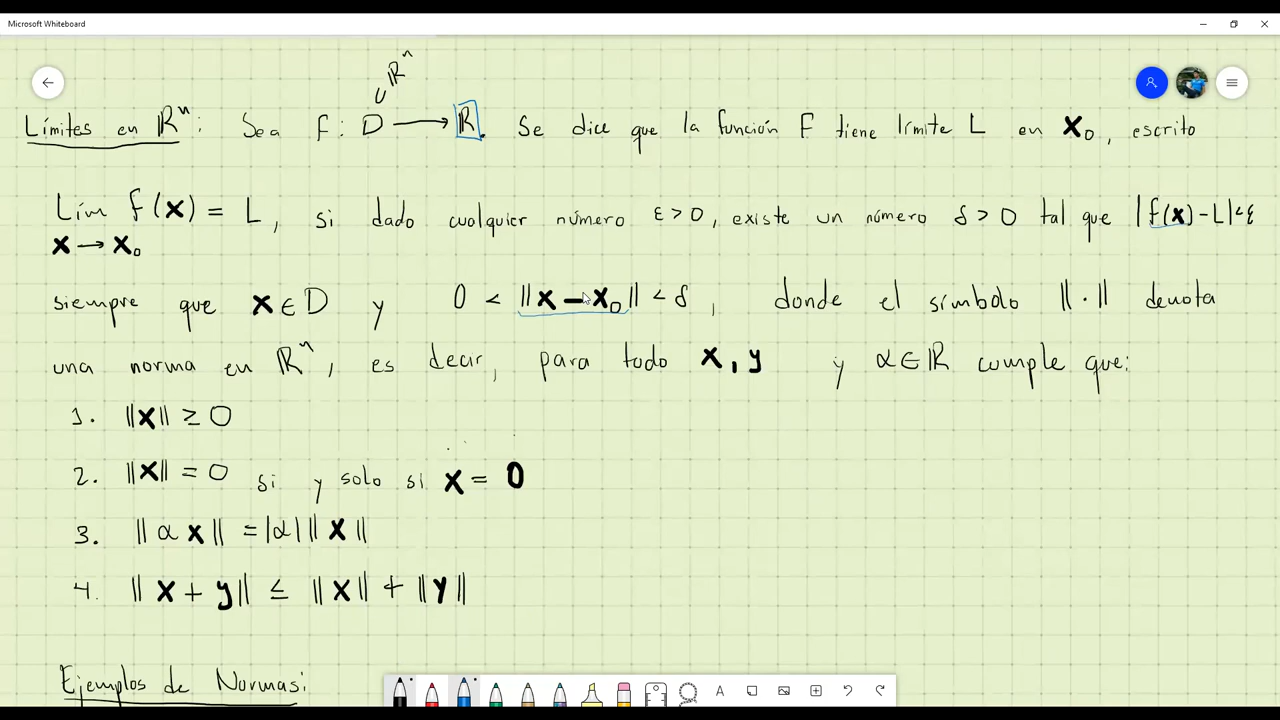 Microsoft Whiteboard
Límites en ℝⁿ: Sea f: D ⊂ ℝⁿ → ℝ. Se dice que la función F tiene límite L en x₀, escrito
Lím f(x) = L, si dado cualquier número ε > 0, existe un número δ > 0 tal que |f(x) - L| < ε
x → x₀
siempre que x ∈ D y 0 < ||x - x₀|| < δ, donde el símbolo ||·|| denota
una norma en ℝⁿ, es decir, para todo x, y y α ∈ ℝ cumple que:
1. ||x|| ≥ 0
2. ||x|| = 0 si y solo si x = 0
3. ||α x|| = |α| ||x||
4. ||x + y|| ≤ ||x|| + ||y||
Ejemplos de Normas: